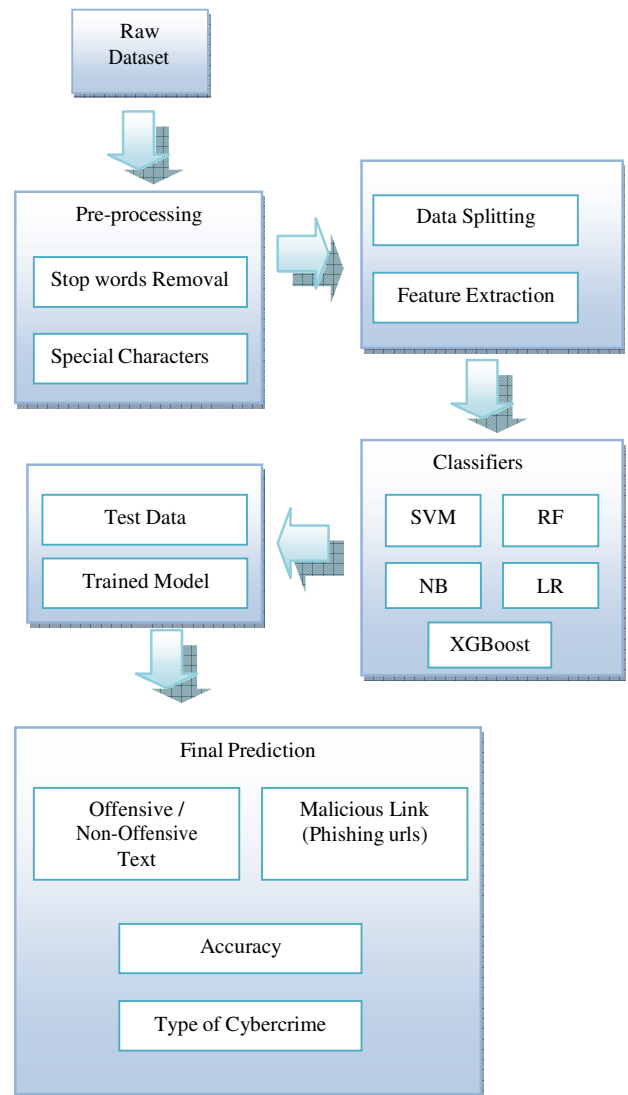 Raw
Dataset
Pre-processing
Stop words Removal
Special Characters
Data Splitting
Feature Extraction
Classifiers
SVM
RF
NB
LR
XGBoost
Test Data
Trained Model
Final Prediction
Offensive /
Non-Offensive
Text
Malicious Link
(Phishing urls)
Accuracy
Type of Cybercrime